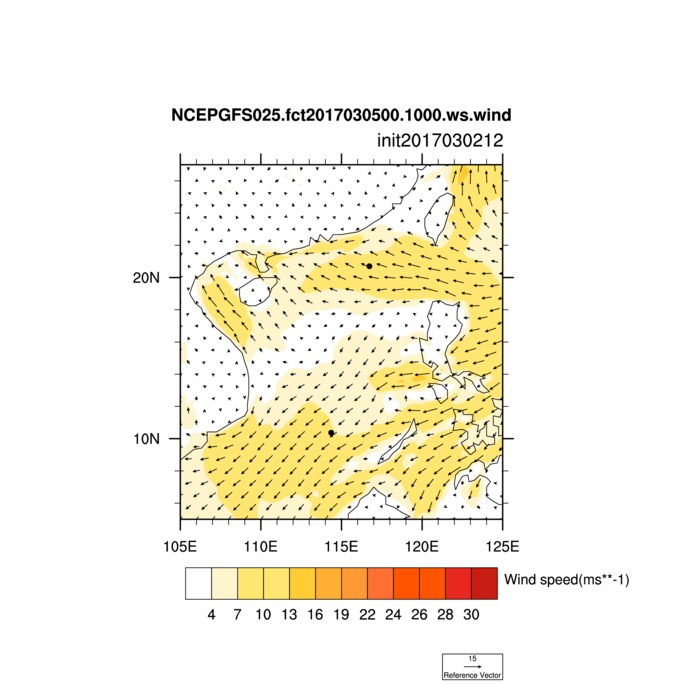 NCEPGFS025.fct2017030500.1000.ws.wind
init2017030212
20N
10N
105E 110E 115E 120E 125E
Wind speed(ms**-1)
4 7 10 13 16 19 22 24 26 28 30
15
Reference Vector